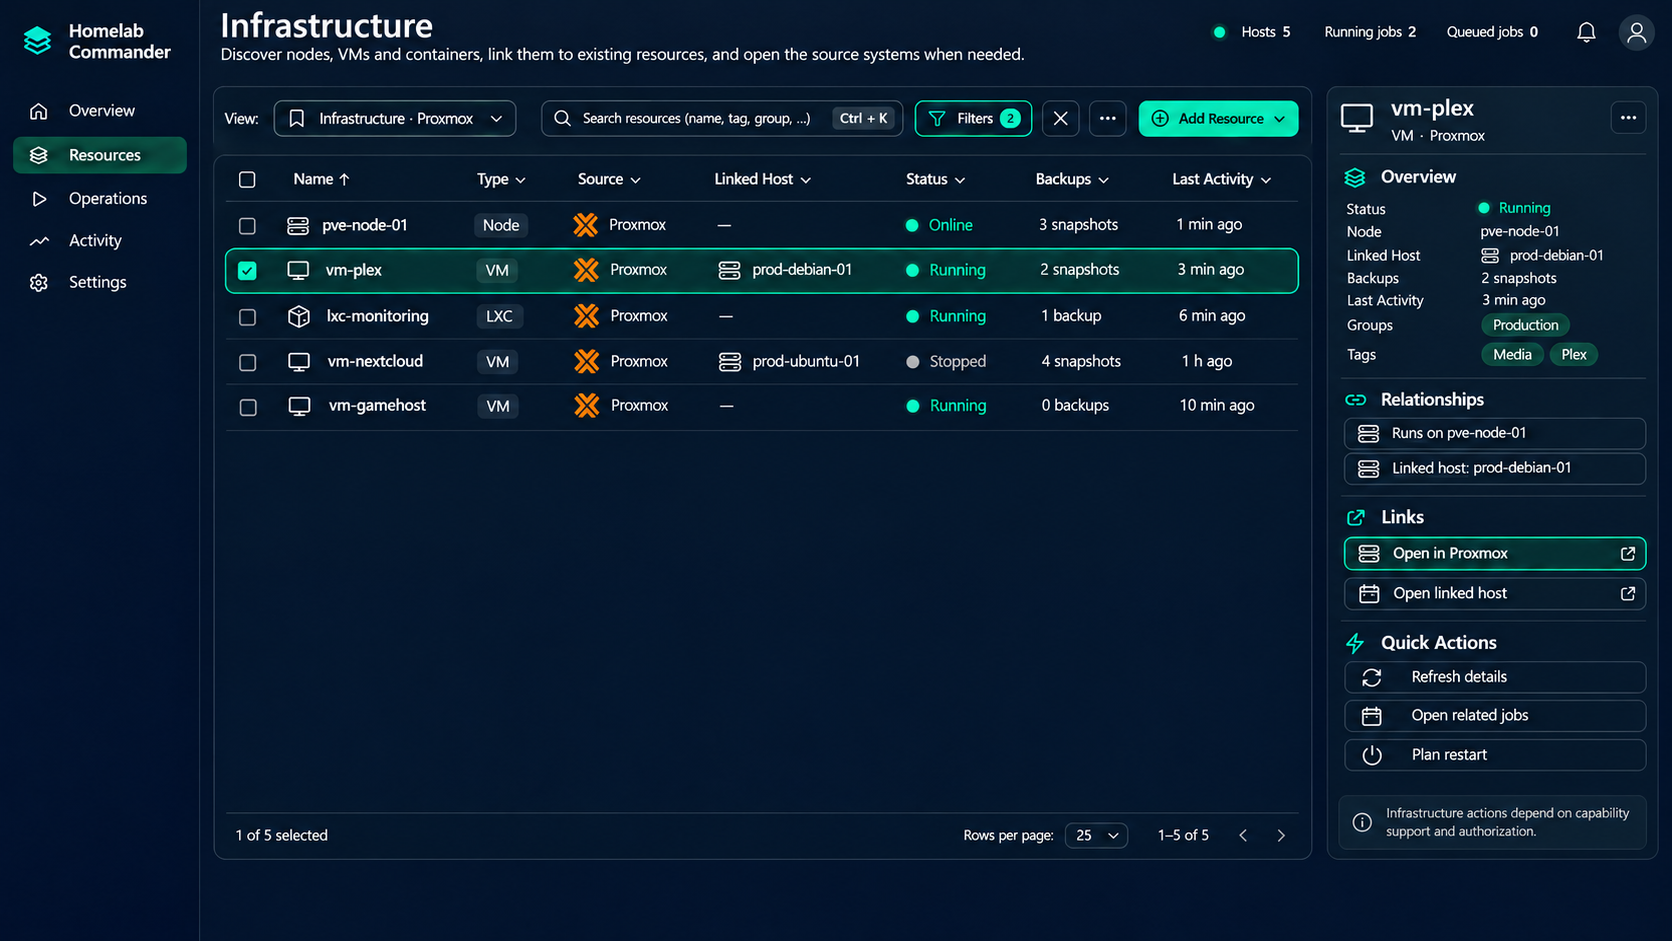 Homelab
Commander
Overview
Resources
Operations
Activity
Settings
Infrastructure
Discover nodes, VMs and containers, link them to existing resources, and open the source systems when needed.
Hosts 5 Running jobs 2 Queued jobs 0
View: Infrastructure · Proxmox Search resources (name, tag, group, ...) Ctrl + K Filters 2 Add Resource
Name ↑ Type Source Linked Host Status Backups Last Activity
pve-node-01 Node Proxmox — Online 3 snapshots 1 min ago
vm-plex VM Proxmox prod-debian-01 Running 2 snapshots 3 min ago
lxc-monitoring LXC Proxmox — Running 1 backup 6 min ago
vm-nextcloud VM Proxmox prod-ubuntu-01 Stopped 4 snapshots 1 h ago
vm-gamehost VM Proxmox — Running 0 backups 10 min ago
1 of 5 selected Rows per page: 25 1–5 of 5
vm-plex
VM · Proxmox
Overview
Status Running
Node pve-node-01
Linked Host prod-debian-01
Backups 2 snapshots
Last Activity 3 min ago
Groups Production
Tags Media Plex
Relationships
Runs on pve-node-01
Linked host: prod-debian-01
Links
Open in Proxmox
Open linked host
Quick Actions
Refresh details
Open related jobs
Plan restart
Infrastructure actions depend on capability
support and authorization.